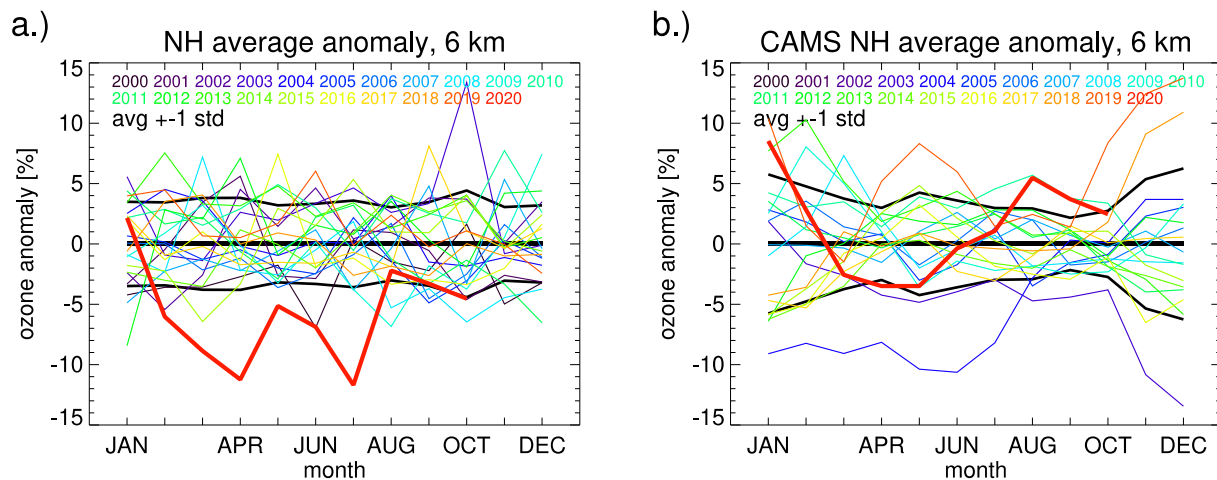 a.)
NH average anomaly, 6 km
15
10
5
0
-5
-10
-15
ozone anomaly [%]
2000 2001 2002 2003 2004 2005 2006 2007 2008 2009 2010
2011 2012 2013 2014 2015 2016 2017 2018 2019 2020
avg +-1 std
JAN APR JUN AUG OCT DEC
month
b.)
CAMS NH average anomaly, 6 km
15
10
5
0
-5
-10
-15
ozone anomaly [%]
2000 2001 2002 2003 2004 2005 2006 2007 2008 2009 2010
2011 2012 2013 2014 2015 2016 2017 2018 2019 2020
avg +-1 std
JAN APR JUN AUG OCT DEC
month